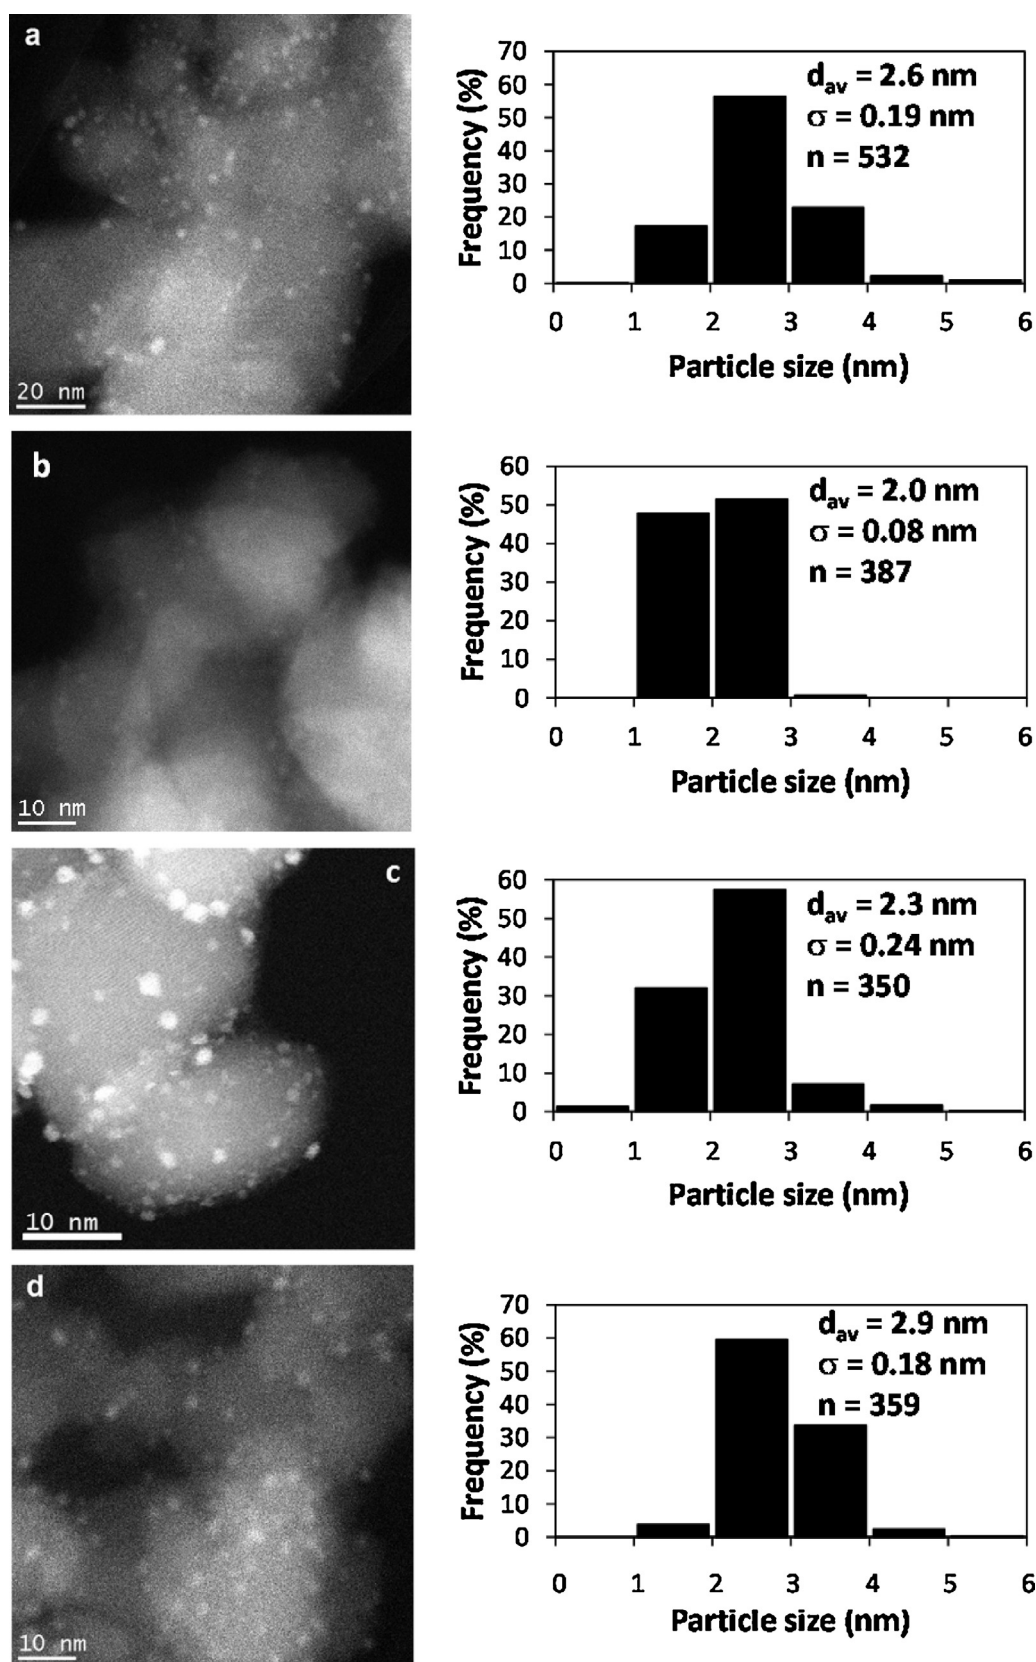 a
20 nm
70
60
50
40
30
20
10
0
Frequency (%)
d_av = 2.6 nm
σ = 0.19 nm
n = 532
0 1 2 3 4 5 6
Particle size (nm)
b
10 nm
60
50
40
30
20
10
0
Frequency (%)
d_av = 2.0 nm
σ = 0.08 nm
n = 387
0 1 2 3 4 5 6
Particle size (nm)
c
10 nm
60
50
40
30
20
10
0
Frequency (%)
d_av = 2.3 nm
σ = 0.24 nm
n = 350
0 1 2 3 4 5 6
Particle size (nm)
d
10 nm
70
60
50
40
30
20
10
0
Frequency (%)
d_av = 2.9 nm
σ = 0.18 nm
n = 359
0 1 2 3 4 5 6
Particle size (nm)